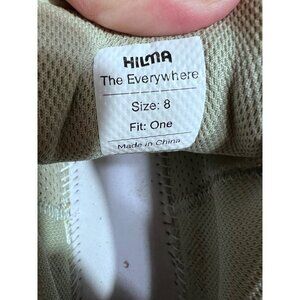 HILMA
The Everywhere
Size: 8
Fit: One
Made in China